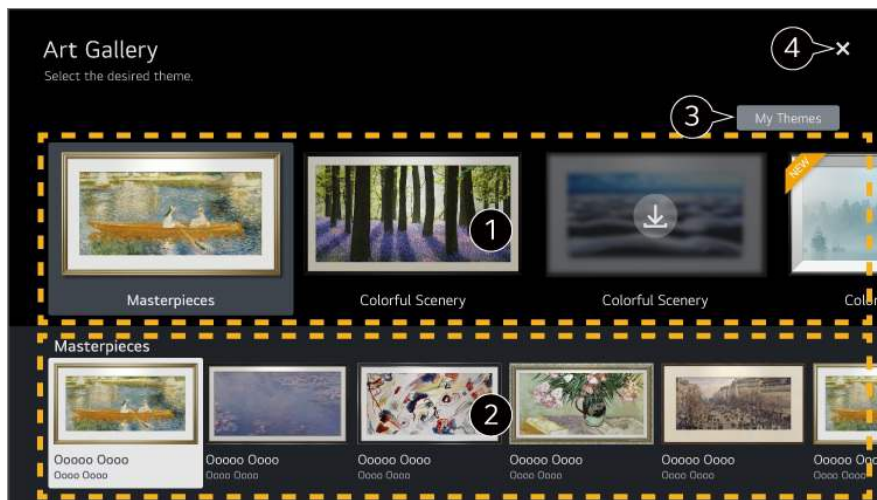 Art Gallery
Select the desired theme.
4
3
My Themes
NEW
1
Masterpieces
Colorful Scenery
Colorful Scenery
Color
Masterpieces
2
Ooooo Oooo
Ooooo Oooo
Ooooo Oooo
Ooooo Oooo
Ooooo Oooo
Ooooo Ooo
Oooo Oooo
Oooo Oooo
Oooo Oooo
Oooo Oooo
Oooo Oooo
Oooo Oooo